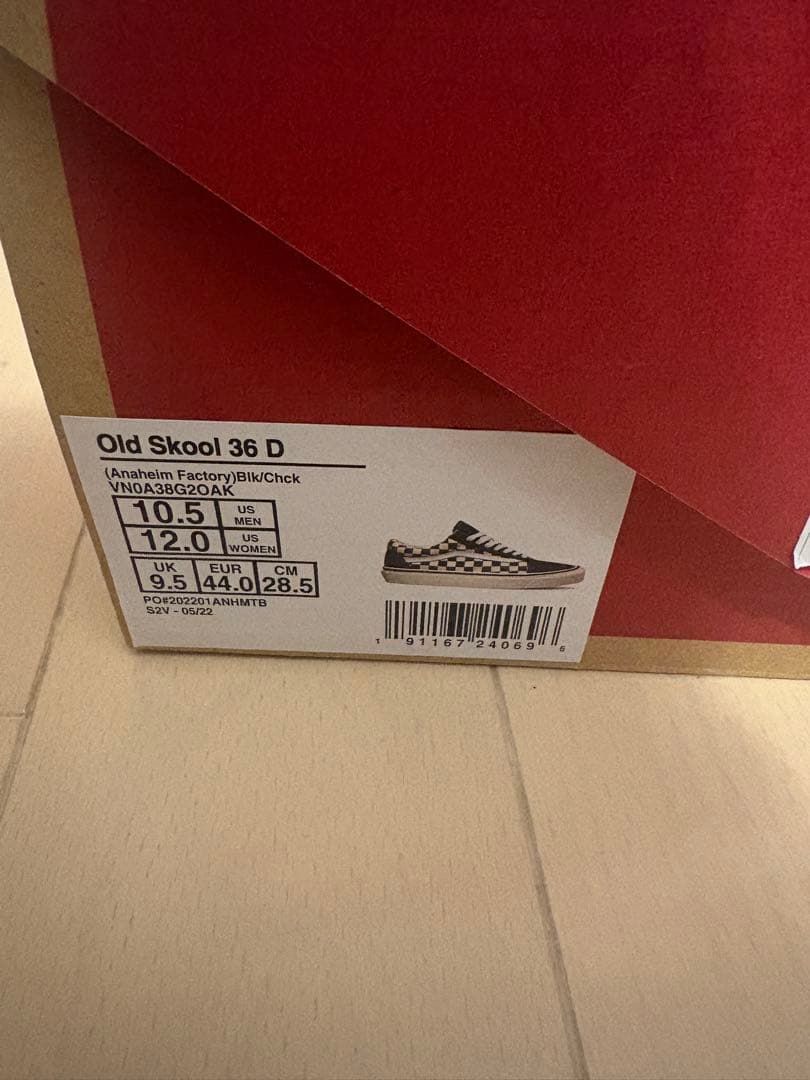 Old Skool 36 D
(Anaheim Factory)Blk/Chck
VN0A38G2OAK
10.5 US MEN
12.0 US WOMEN
UK 9.5 EUR 44.0 CM 28.5
PO#202201ANHMTB
S2V - 05/22
1 91167 24069 6